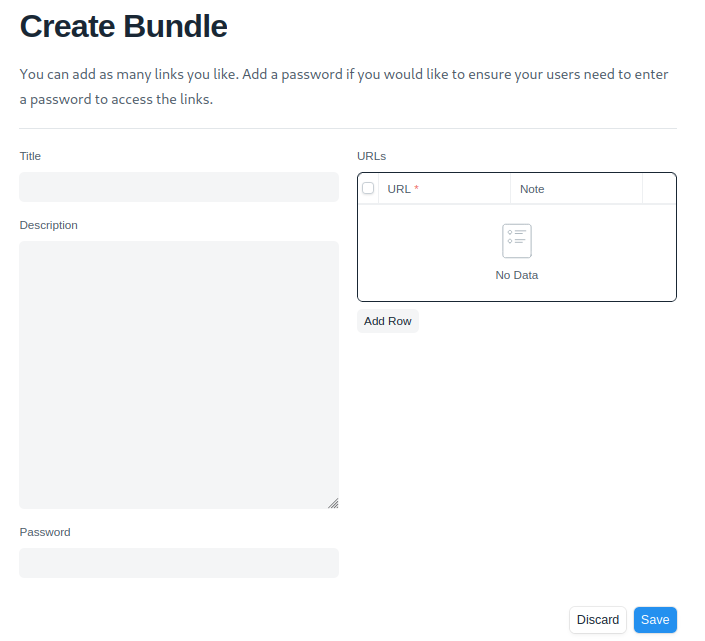 Create Bundle
You can add as many links you like. Add a password if you would like to ensure your users need to enter
a password to access the links.
Title
Description
Password
URLs
URL * Note
No Data
Add Row
Discard Save